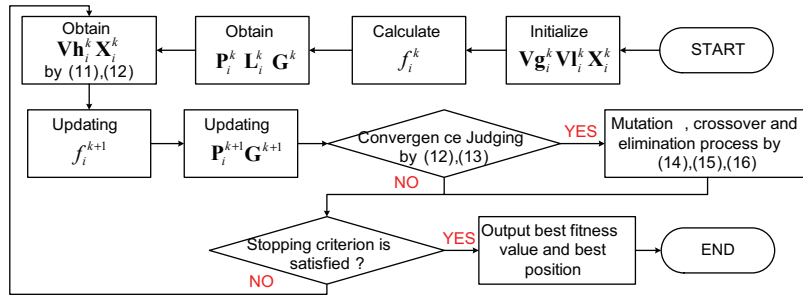 START
Initialize
Vg_i^k Vl_i^k X_i^k
Calculate
f_i^k
Obtain
P_i^k L_i^k G^k
Obtain
Vh_i^k X_i^k
by (11),(12)
Updating
f_i^{k+1}
Updating
P_i^{k+1} G^{k+1}
Convergen ce Judging
by (12),(13)
YES
NO
Mutation , crossover and
elimination process by
(14),(15),(16)
Stopping criterion is
satisfied ?
YES
NO
Output best fitness
value and best
position
END